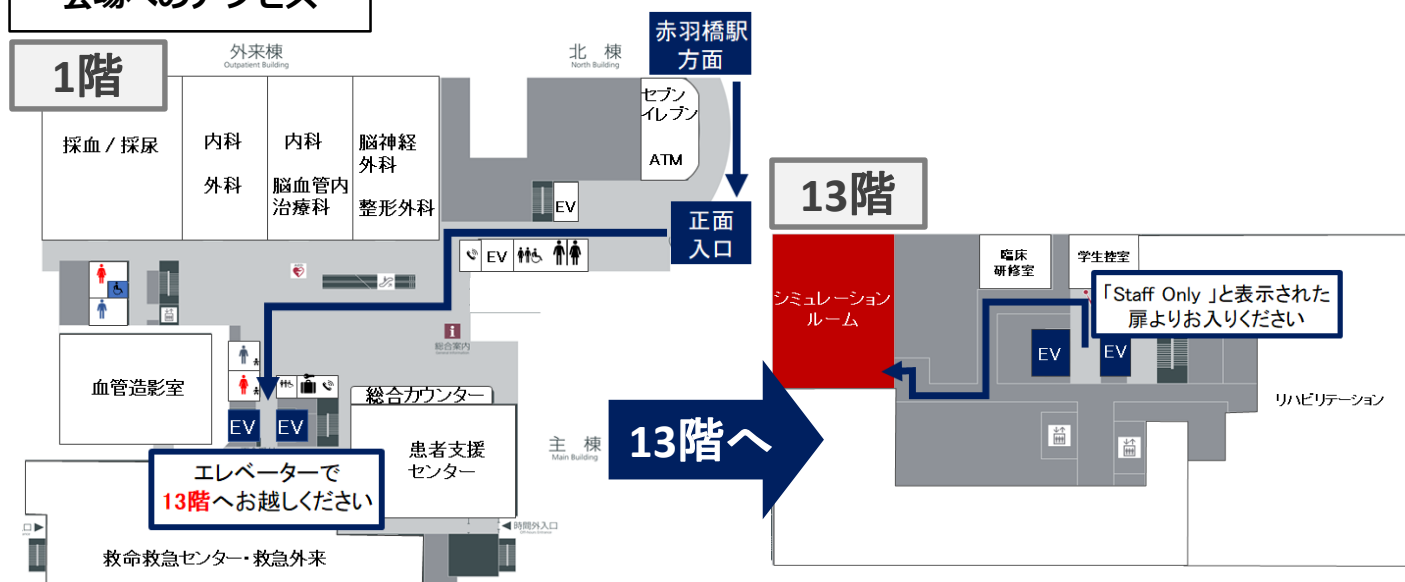 会場へのアクセス
1階
外来棟
Outpatient Building
北 棟
North Building
赤羽橋駅
方面
セブン
イレブン
ATM
採血 / 採尿
内科
外科
内科
脳血管内
治療科
脳神経
外科
整形外科
EV
正面
入口
EV
総合案内
血管造影室
総合カウンター
EV
EV
患者支援
センター
主 棟
Main Building
エレベーターで
13階へお越しください
口
時間外入口
救命救急センター・救急外来
13階へ
13階
シミュレーション
ルーム
臨床
研修室
学生控室
「Staff Only 」と表示された
扉よりお入りください
EV
EV
リハビリテーション